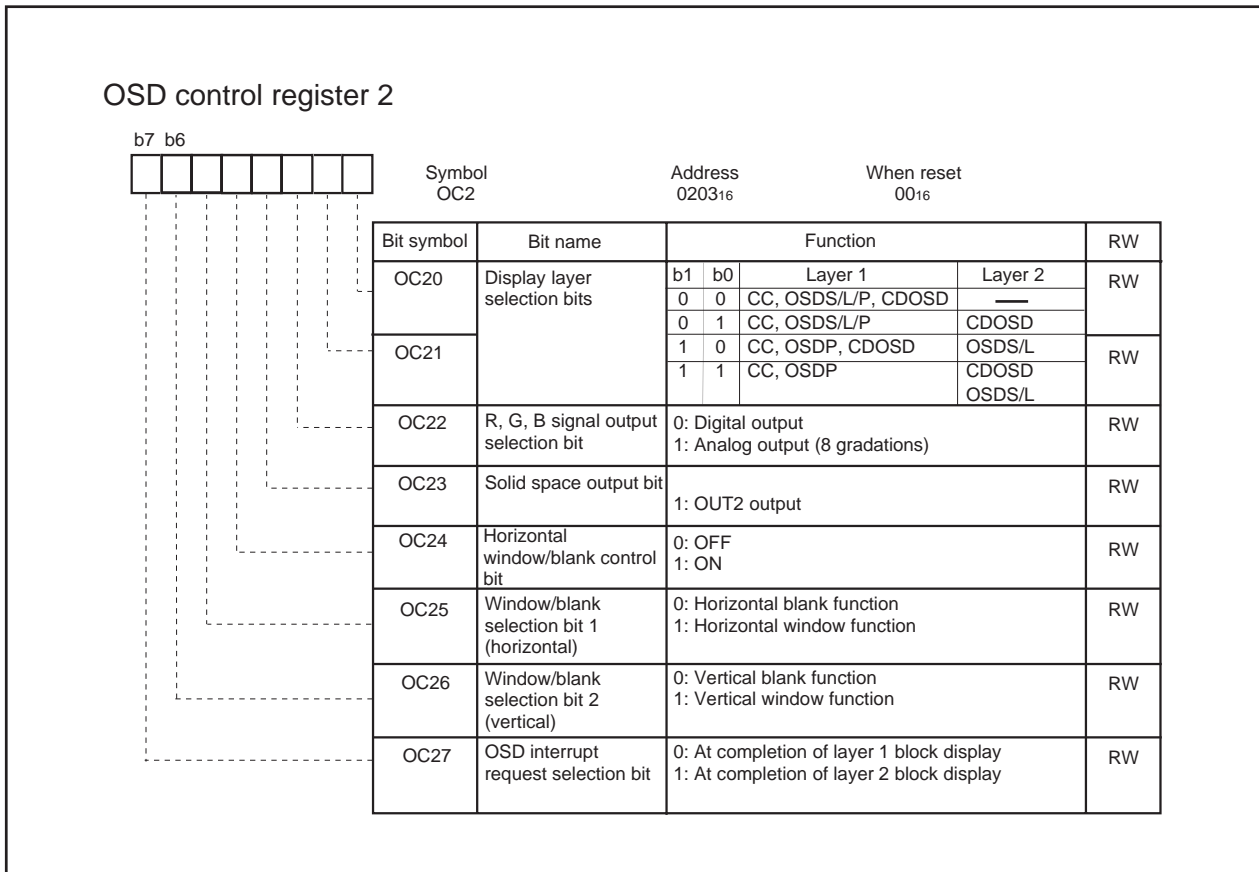 OSD control register 2
b7 b6
Symbol Address When reset
OC2 0203₁₆ 00₁₆
Bit symbol Bit name Function RW
OC20 Display layer selection bits b1 b0 Layer 1 Layer 2 RW
0 0 CC, OSDS/L/P, CDOSD —
0 1 CC, OSDS/L/P CDOSD
OC21 1 0 CC, OSDP, CDOSD OSDS/L RW
1 1 CC, OSDP CDOSD
OSDS/L
OC22 R, G, B signal output 0: Digital output RW
selection bit 1: Analog output (8 gradations)
OC23 Solid space output bit RW
1: OUT2 output
OC24 Horizontal 0: OFF RW
window/blank control 1: ON
bit
OC25 Window/blank 0: Horizontal blank function RW
selection bit 1 1: Horizontal window function
(horizontal)
OC26 Window/blank 0: Vertical blank function RW
selection bit 2 1: Vertical window function
(vertical)
OC27 OSD interrupt 0: At completion of layer 1 block display RW
request selection bit 1: At completion of layer 2 block display